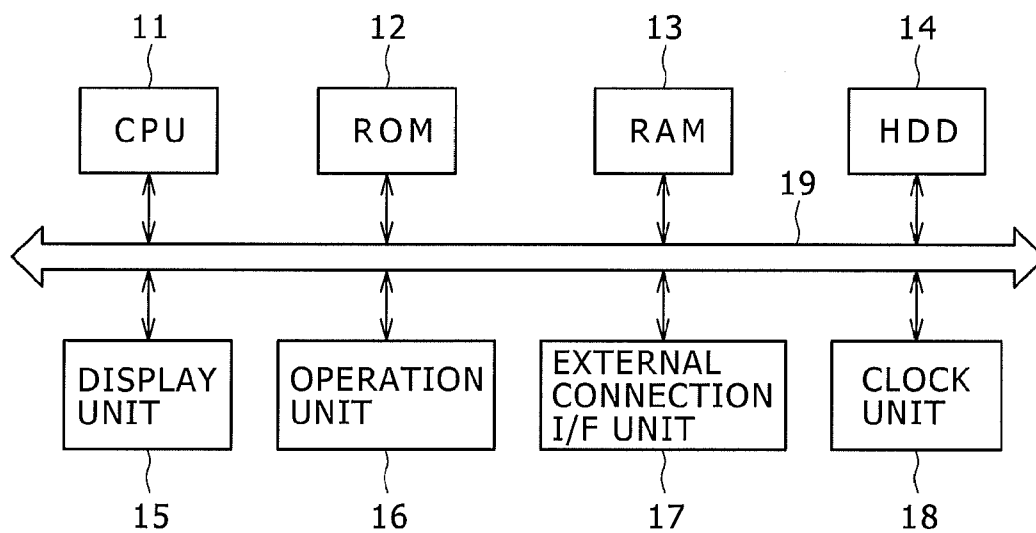 11
12
13
14
CPU
ROM
RAM
HDD
19
DISPLAY
UNIT
OPERATION
UNIT
EXTERNAL
CONNECTION
I/F UNIT
CLOCK
UNIT
15
16
17
18